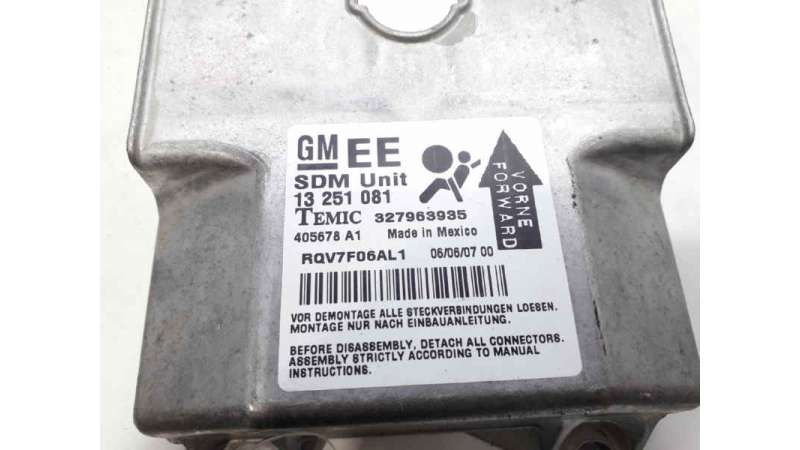 GM EE
SDM Unit
13 251 081
TEMIC 327963935
405678 A1 Made in Mexico
RQV7F06AL1 06/06/07 00
VORNE
FORWARD
VOR DEMONTAGE ALLE STECKVERBINDUNGEN LOESEN.
MONTAGE NUR NACH EINBAUANLEITUNG.
BEFORE DISASSEMBLY, DETACH ALL CONNECTORS.
ASSEMBLY STRICTLY ACCORDING TO MANUAL
INSTRUCTIONS.